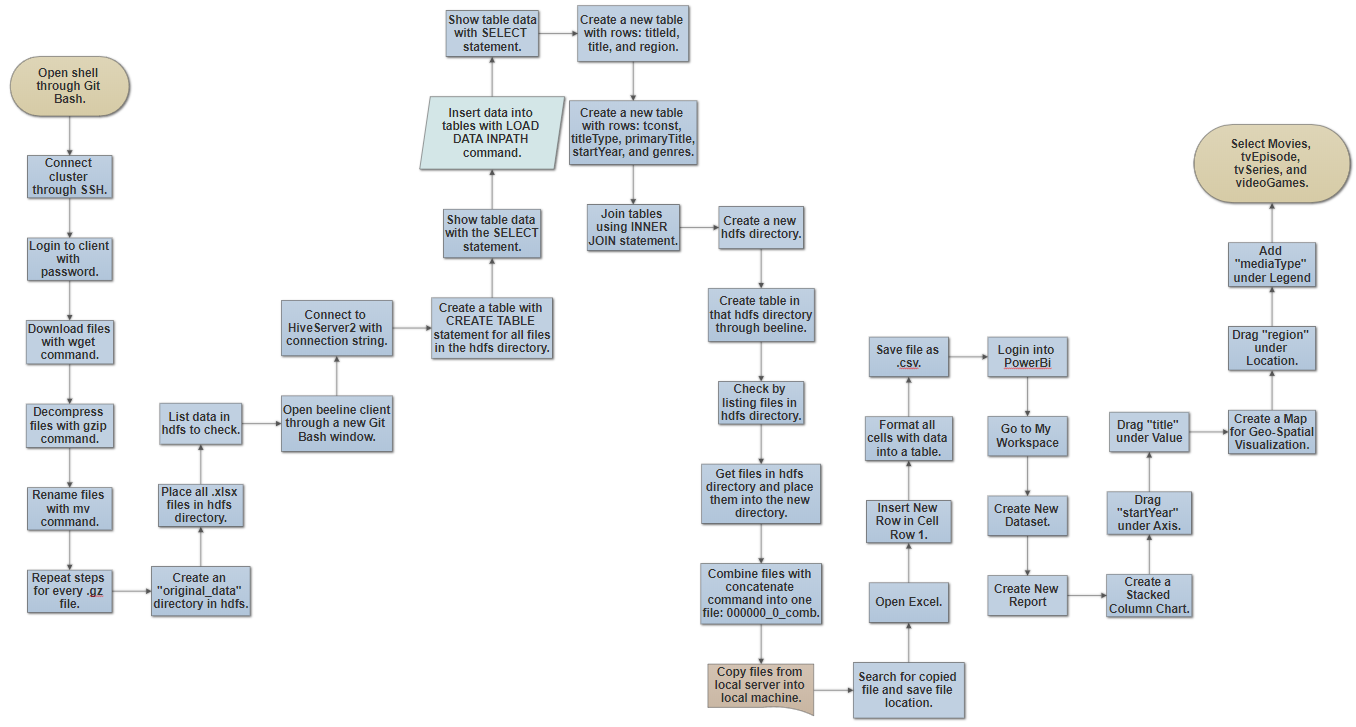 Open shell
through Git
Bash.
Connect
cluster
through SSH.
Login to client
with
password.
Download files
with wget
command.
Decompress
files with gzip
command.
Rename files
with mv
command.
Repeat steps
for every .gz
file.
Create an
"original_data"
directory in hdfs.
Place all .xlsx
files in hdfs
directory.
List data in
hdfs to check.
Open beeline client
through a new Git
Bash window.
Connect to
HiveServer2 with
connection string.
Create a table with
CREATE TABLE
statement for all files
in the hdfs directory.
Show table data
with the SELECT
statement.
Insert data into
tables with LOAD
DATA INPATH
command.
Show table data
with SELECT
statement.
Create a new table
with rows: titleId,
title, and region.
Create a new table
with rows: tconst,
titleType, primaryTitle,
startYear, and genres.
Join tables
using INNER
JOIN statement.
Create a new
hdfs directory.
Create table in
that hdfs directory
through beeline.
Check by
listing files in
hdfs directory.
Get files in hdfs
directory and place
them into the new
directory.
Combine files with
concatenate
command into one
file: 000000_0_comb.
Copy files from
local server into
local machine.
Search for copied
file and save file
location.
Open Excel.
Insert New
Row in Cell
Row 1.
Format all
cells with data
into a table.
Save file as
.csv.
Login into
PowerBi
Go to My
Workspace
Create New
Dataset.
Create New
Report
Create a
Stacked
Column Chart.
Drag
"startYear"
under Axis.
Drag "title"
under Value
Create a Map
for Geo-Spatial
Visualization.
Drag "region"
under
Location.
Add
"mediaType"
under Legend
Select Movies,
tvEpisode,
tvSeries, and
videoGames.